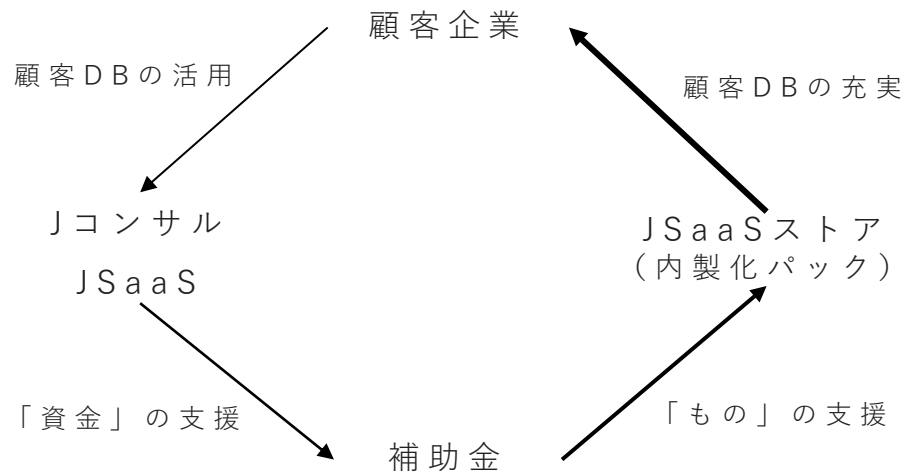 顧客企業
顧客DBの活用
顧客DBの充実
Jコンサル
JSaaS
JSaaSストア
（内製化パック）
「資金」の支援
「もの」の支援
補助金